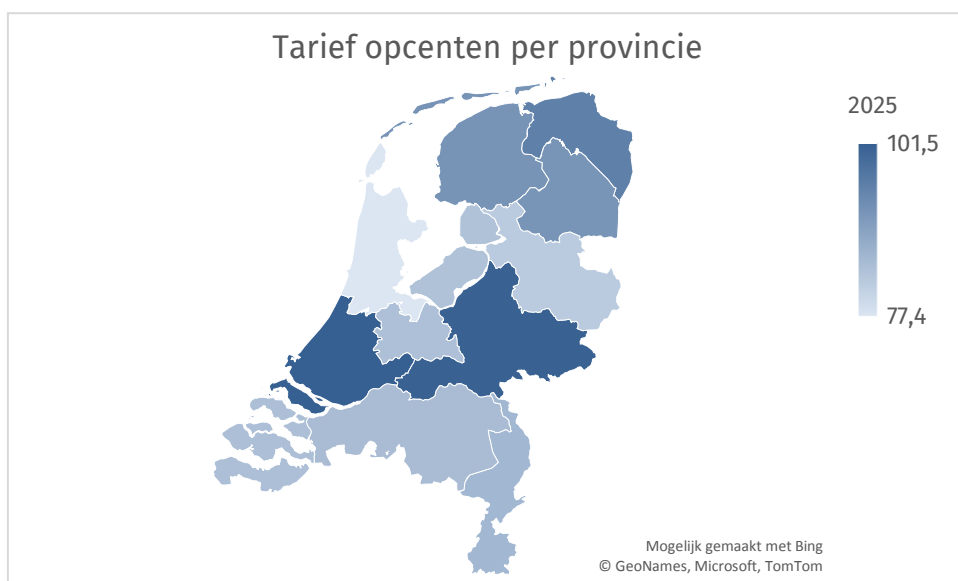 Tarief opcenten per provincie
2025
101,5
77,4
Mogelijk gemaakt met Bing
© GeoNames, Microsoft, TomTom